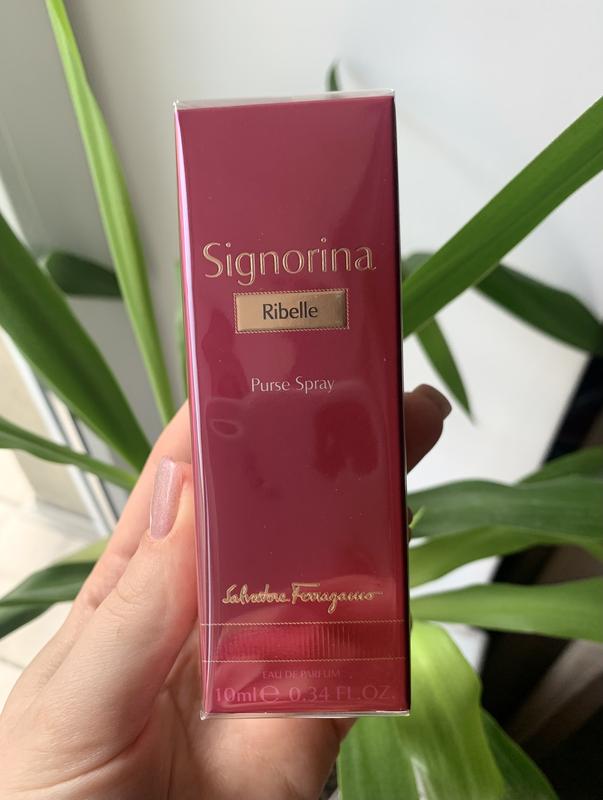 Signorina
Ribelle
Purse Spray
Salvatore Ferragamo
EAU DE PARFUM
10ml ℮ 0.34 FL.OZ.